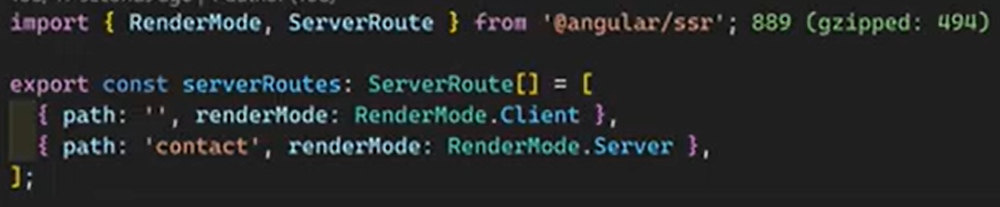 import { RenderMode, ServerRoute } from '@angular/ssr'; 889 (gzipped: 494)
export const serverRoutes: ServerRoute[] = [
{ path: '', renderMode: RenderMode.Client },
{ path: 'contact', renderMode: RenderMode.Server },
];